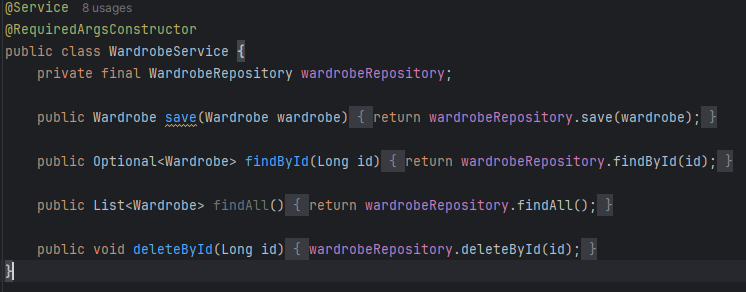 @Service 8 usages
@RequiredArgsConstructor
public class WardrobeService {
private final WardrobeRepository wardrobeRepository;
public Wardrobe save(Wardrobe wardrobe) { return wardrobeRepository.save(wardrobe); }
public Optional<Wardrobe> findById(Long id) { return wardrobeRepository.findById(id); }
public List<Wardrobe> findAll() { return wardrobeRepository.findAll(); }
public void deleteById(Long id) { wardrobeRepository.deleteById(id); }
}